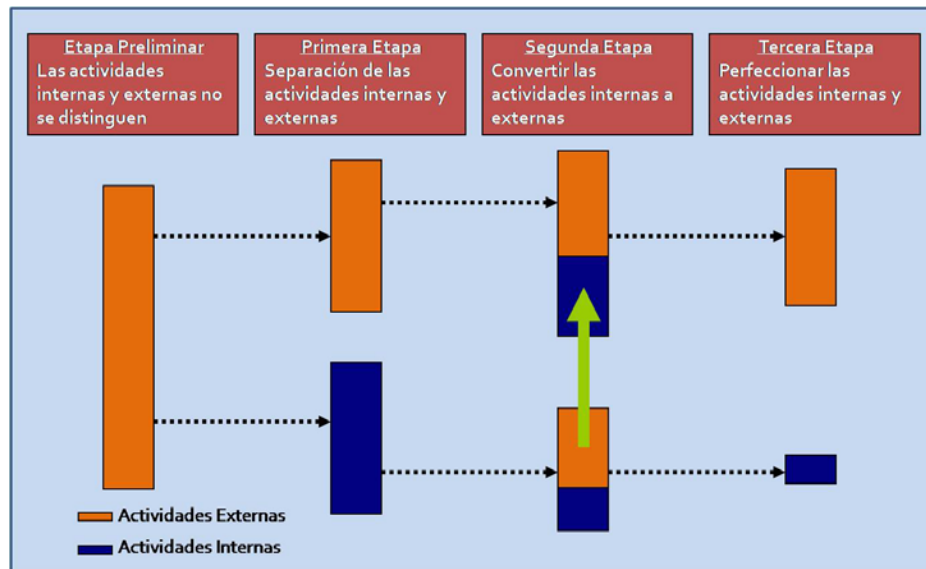 Etapa Preliminar
Las actividades
internas y externas no
se distinguen
Primera Etapa
Separación de las
actividades internas y
externas
Segunda Etapa
Convertir las
actividades internas a
externas
Tercera Etapa
Perfeccionar las
actividades internas y
externas
Actividades Externas
Actividades Internas